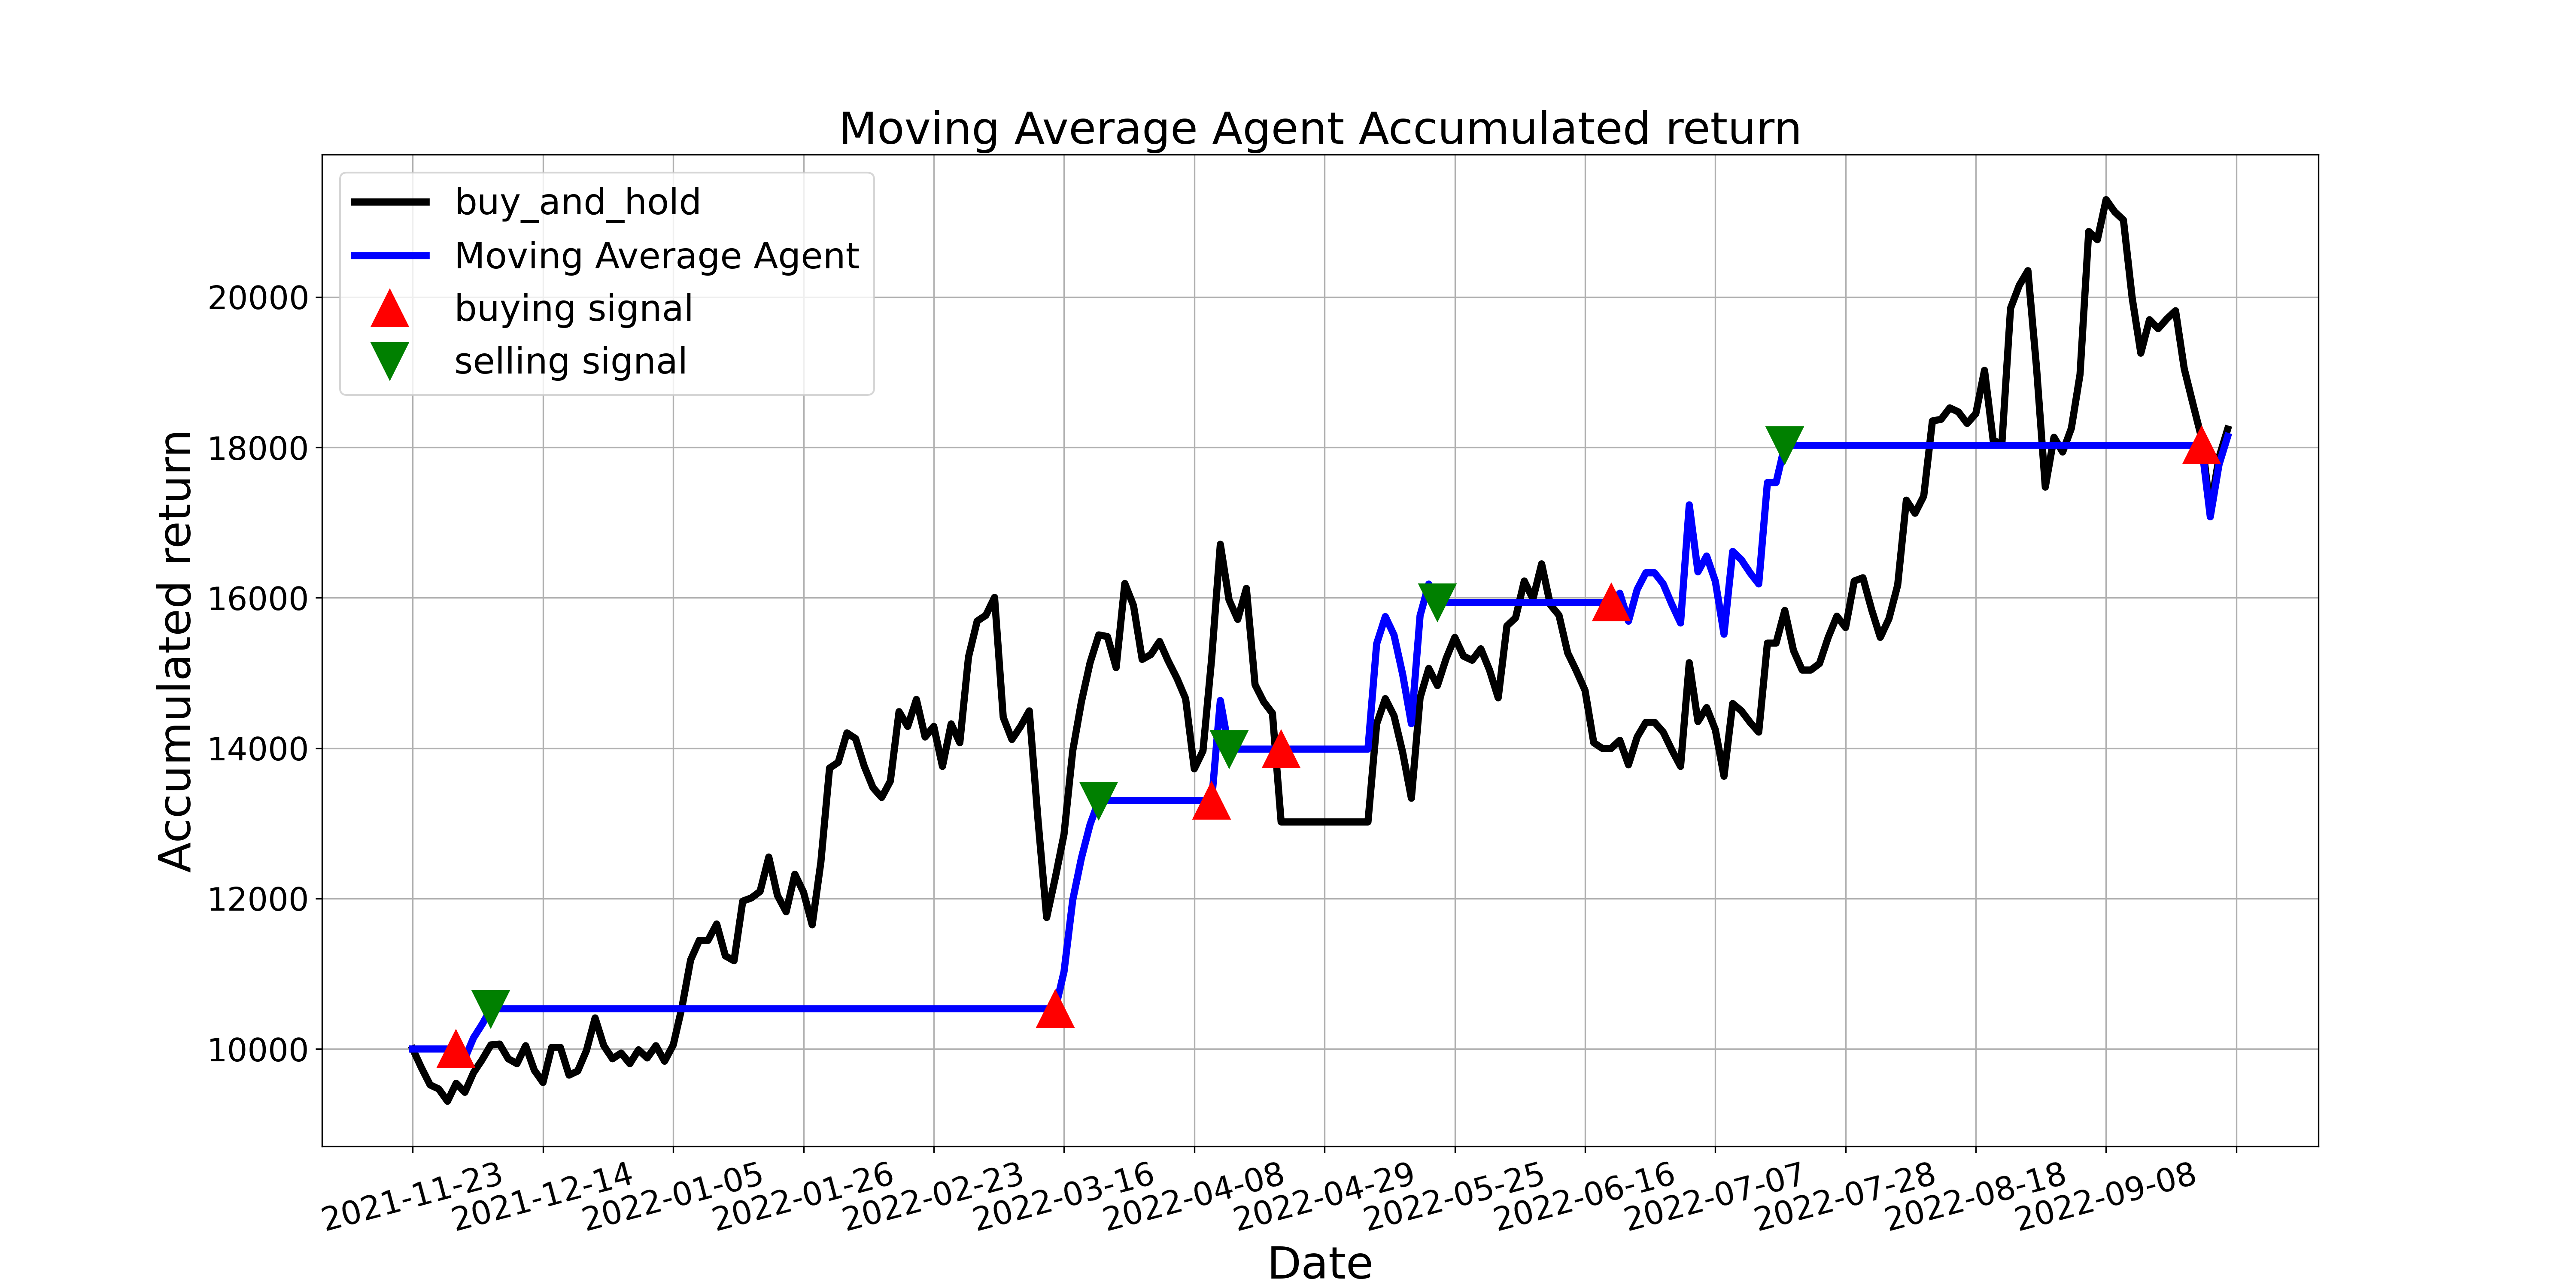 Moving Average Agent Accumulated return
buy_and_hold
Moving Average Agent
buying signal
selling signal
Accumulated return
20000
18000
16000
14000
12000
10000
2021-11-23
2021-12-14
2022-01-05
2022-01-26
2022-02-23
2022-03-16
2022-04-08
2022-04-29
2022-05-25
2022-06-16
2022-07-07
2022-07-28
2022-08-18
2022-09-08
Date